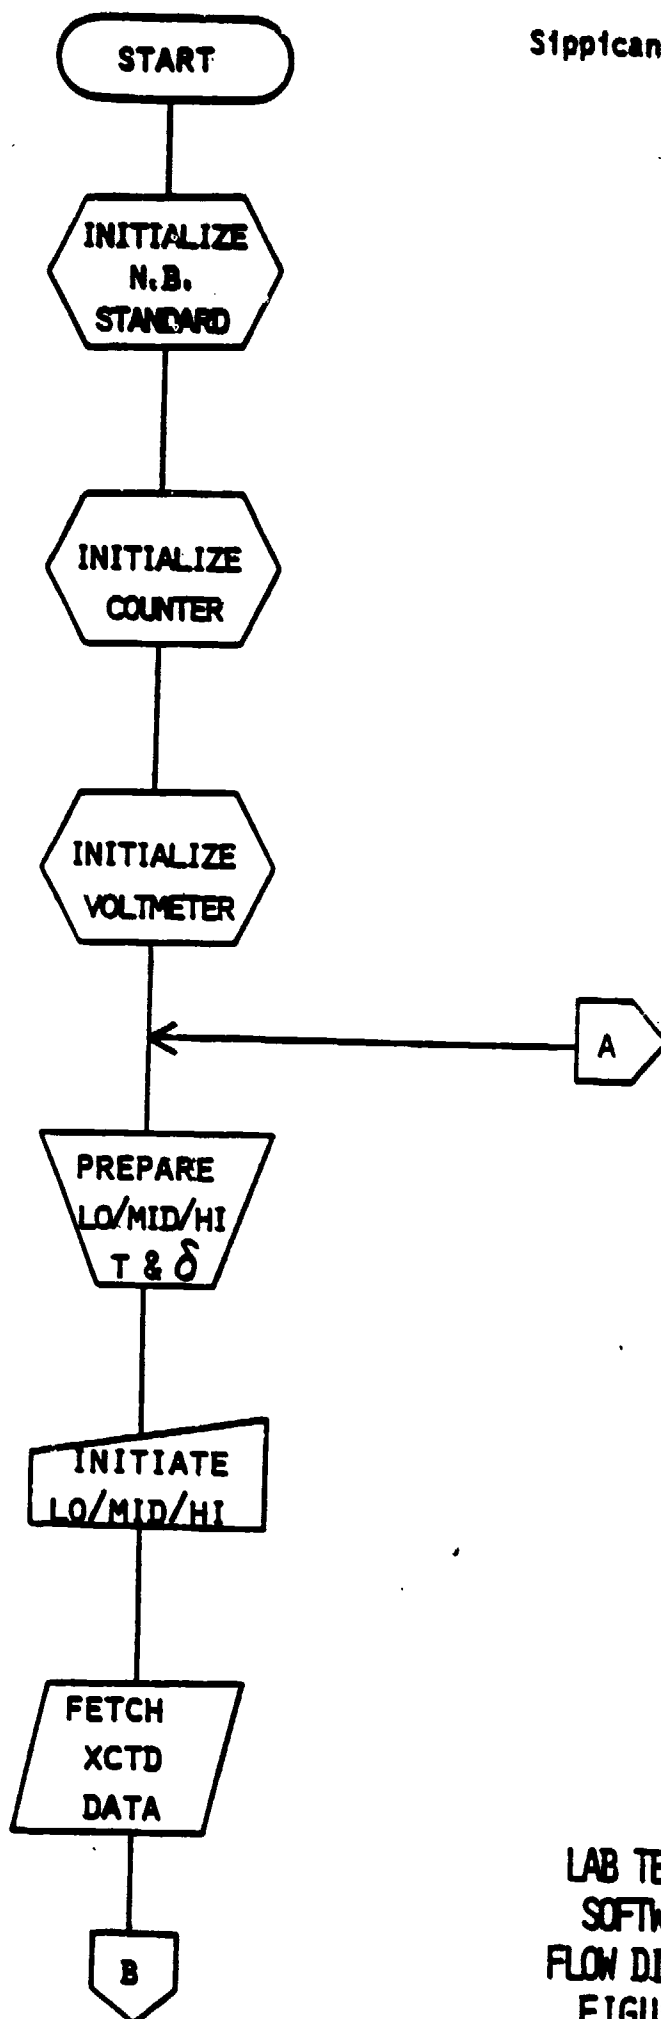 START
Sippican
INITIALIZE
N.B.
STANDARD
INITIALIZE
COUNTER
INITIALIZE
VOLTMETER
A
PREPARE
LO/MID/HI
T & δ
INITIATE
LO/MID/HI
FETCH
XCTD
DATA
B
LAB TE
SOFTW
FLOW DI
FIGU